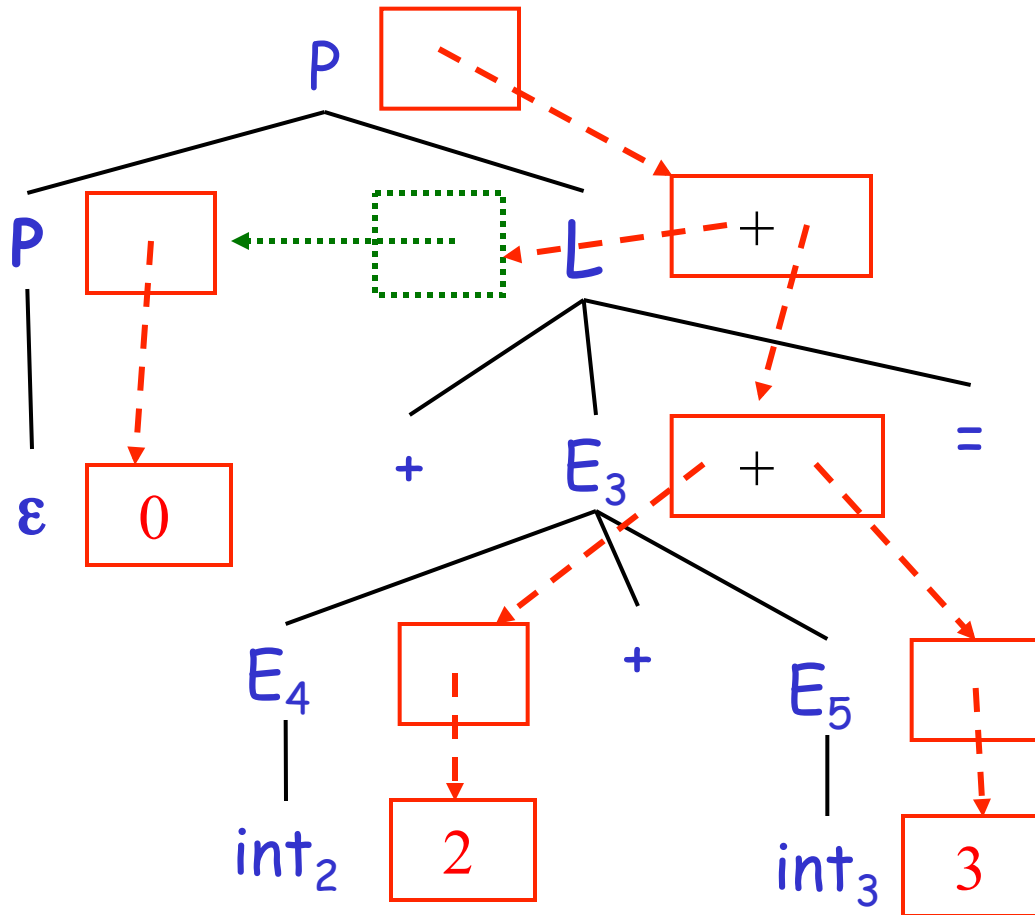 P
P L +
+ E₃ + =
ε 0
E₄ + E₅
int₂ 2 int₃ 3